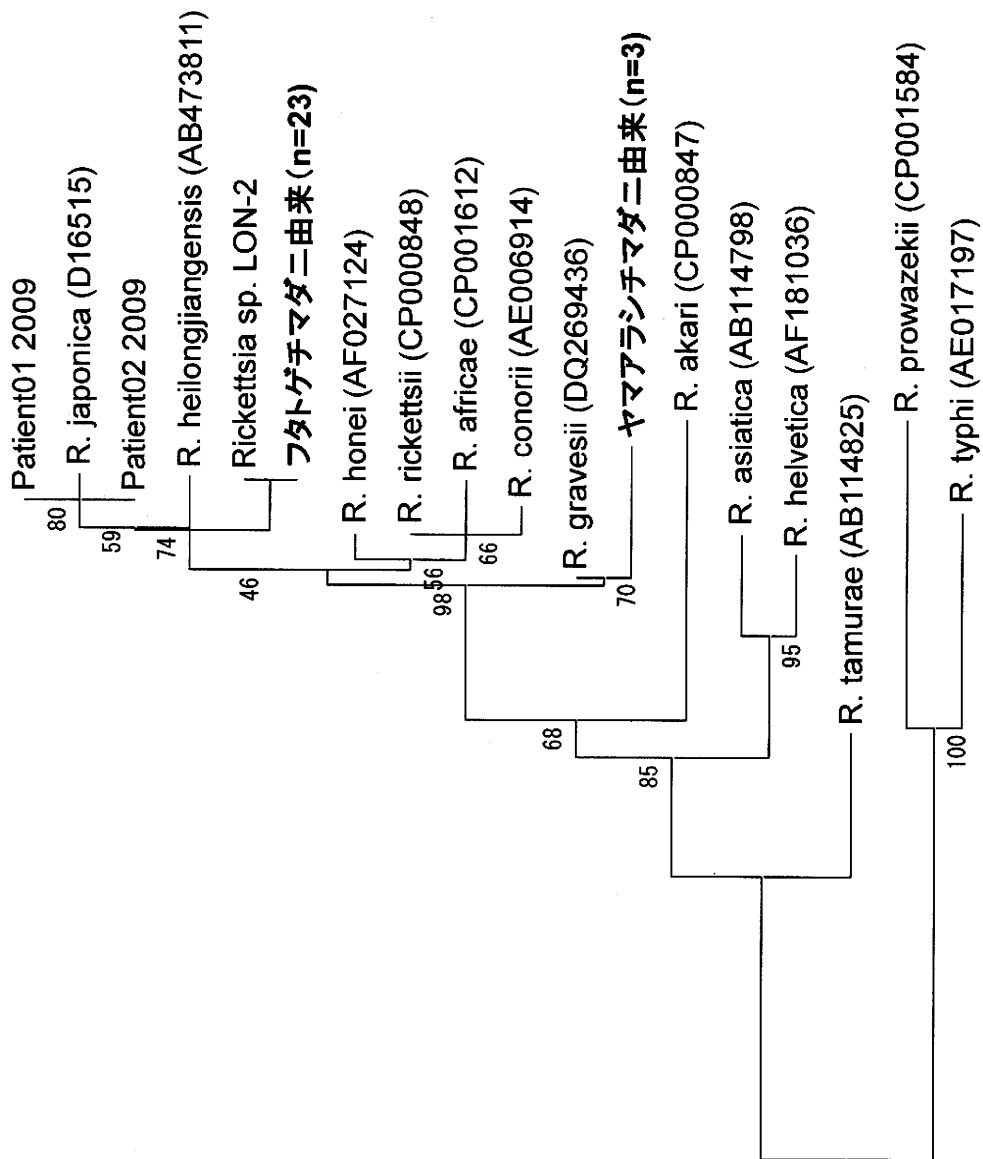 Patient01 2009
R. japonica (D16515)
Patient02 2009
R. heilongjiangensis (AB473811)
Rickettsia sp. LON-2
フタトゲチマダニ由来(n=23)
R. honei (AF027124)
R. rickettsii (CP000848)
R. africae (CP001612)
R. conorii (AE006914)
R. gravesii (DQ269436)
ヤマアラシチマダニ由来(n=3)
R. akari (CP000847)
R. asiatica (AB114798)
R. helvetica (AF181036)
R. tamurae (AB114825)
R. prowazekii (CP001584)
R. typhi (AE017197)
80
59
74
46
56
66
98
70
68
95
85
100